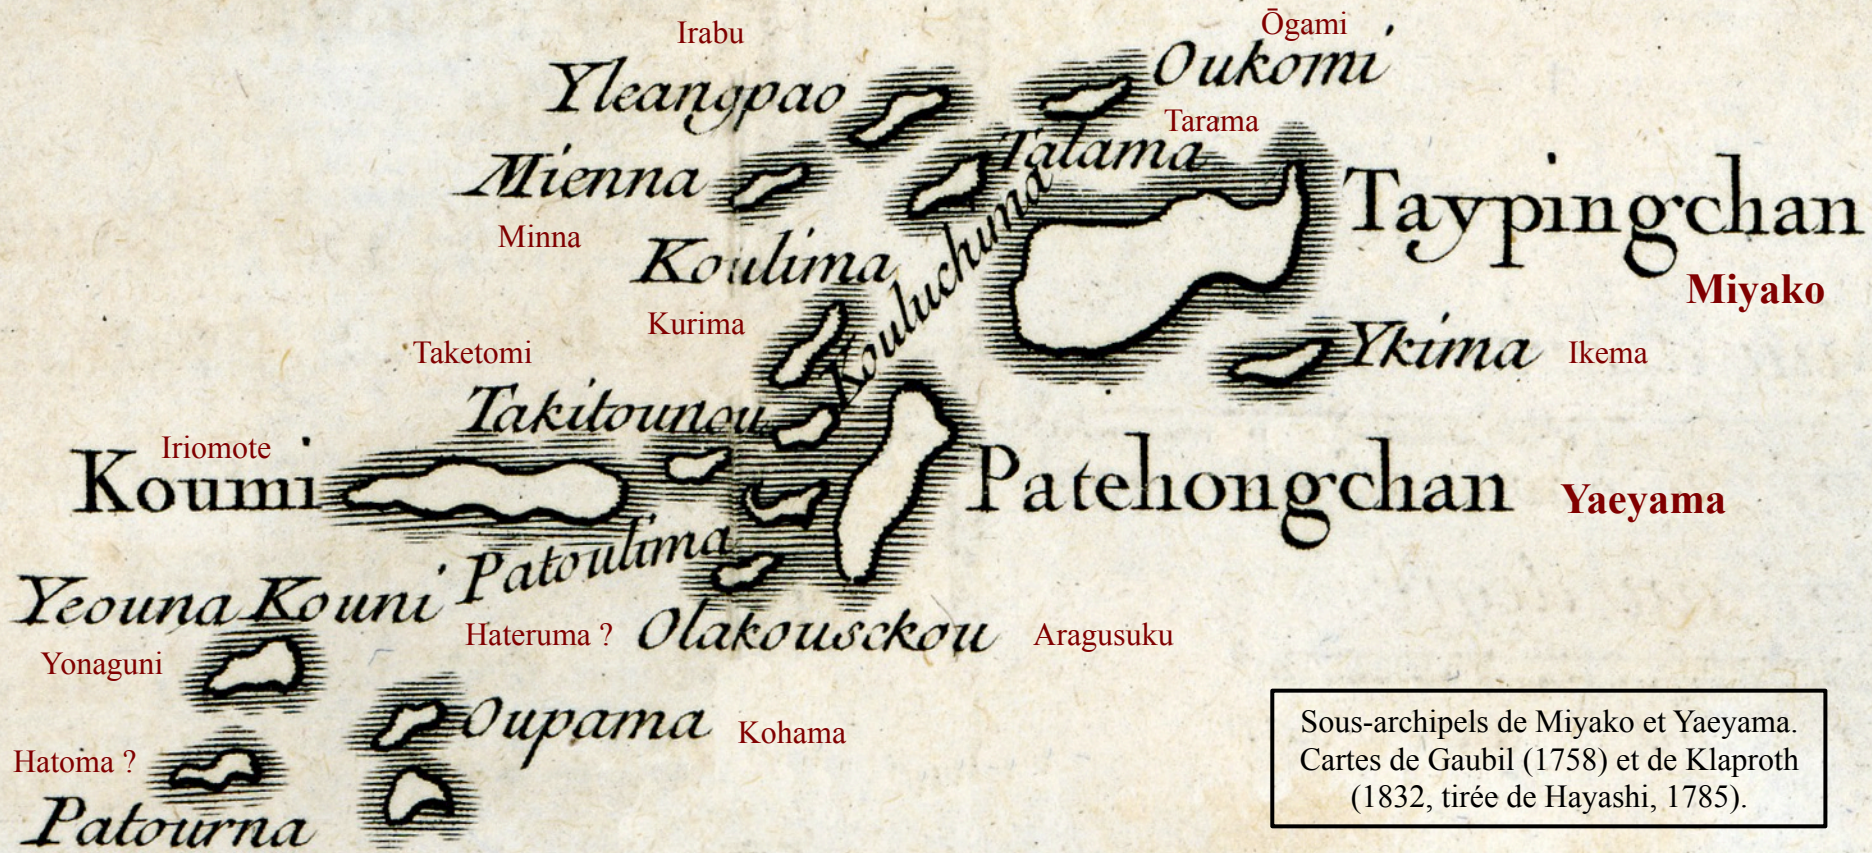 Irabu
Ōgami
Yleangpao
Oukomi
Tarama
Mienna
Talama
Taypingchan
Minna
Koulima
Kouluchima
Miyako
Kurima
Taketomi
Ykima
Ikema
Takitounou
Iriomote
Koumi
Patchongchan
Yaeyama
Patoulima
Yeouna Kouni
Hateruma ?
Olakousckou
Aragusuku
Yonaguni
Oupama
Kohama
Hatoma ?
Patourna
Sous-archipels de Miyako et Yaeyama.
Cartes de Gaubil (1758) et de Klaproth
(1832, tirée de Hayashi, 1785).